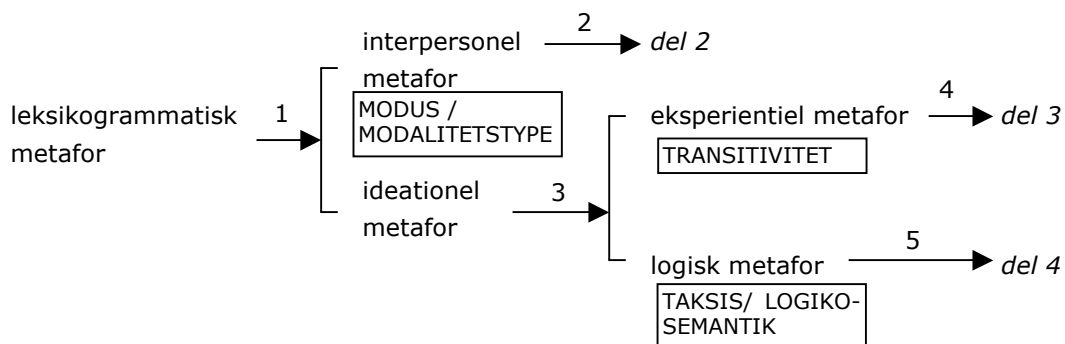 leksikogrammatisk
metafor
1
interpersonel
metafor
MODUS /
MODALITETSTYPE
2
del 2
ideationel
metafor
3
eksperientiel metafor
TRANSITIVITET
4
del 3
logisk metafor
TAKSIS/ LOGIKO-
SEMANTIK
5
del 4